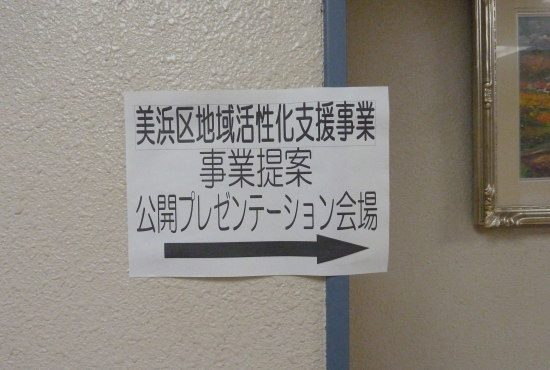 美浜区地域活性化支援事業
事業提案
公開プレゼンテーション会場